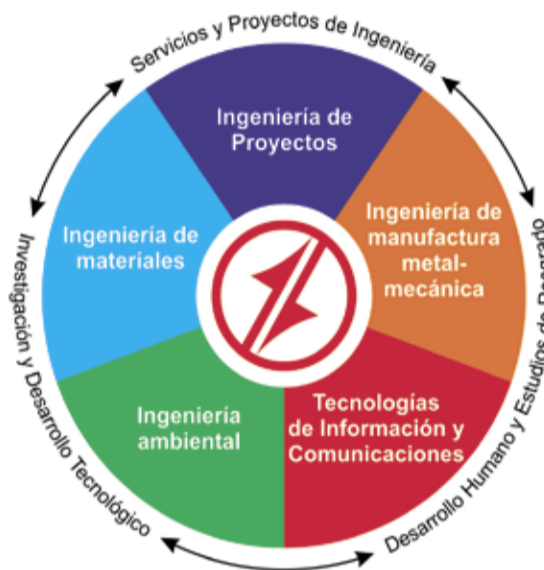 Servicios y Proyectos de Ingeniería
Ingeniería de
Proyectos
Ingeniería de
materiales
Ingeniería de
manufactura
metal-
mecánica
Ingeniería
ambiental
Tecnologías
de Información y
Comunicaciones
Investigación y Desarrollo Tecnológico
Desarrollo Humano y Estudios de Posgrado